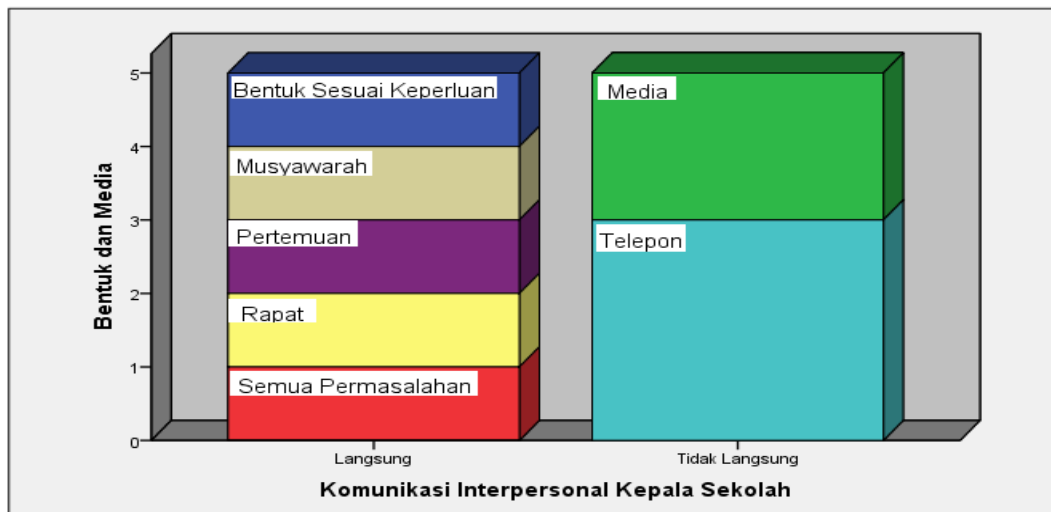 Bentuk dan Media
5
4
3
2
1
0
Bentuk Sesuai Keperluan
Musyawarah
Pertemuan
Rapat
Semua Permasalahan
Media
Telepon
Langsung
Tidak Langsung
Komunikasi Interpersonal Kepala Sekolah